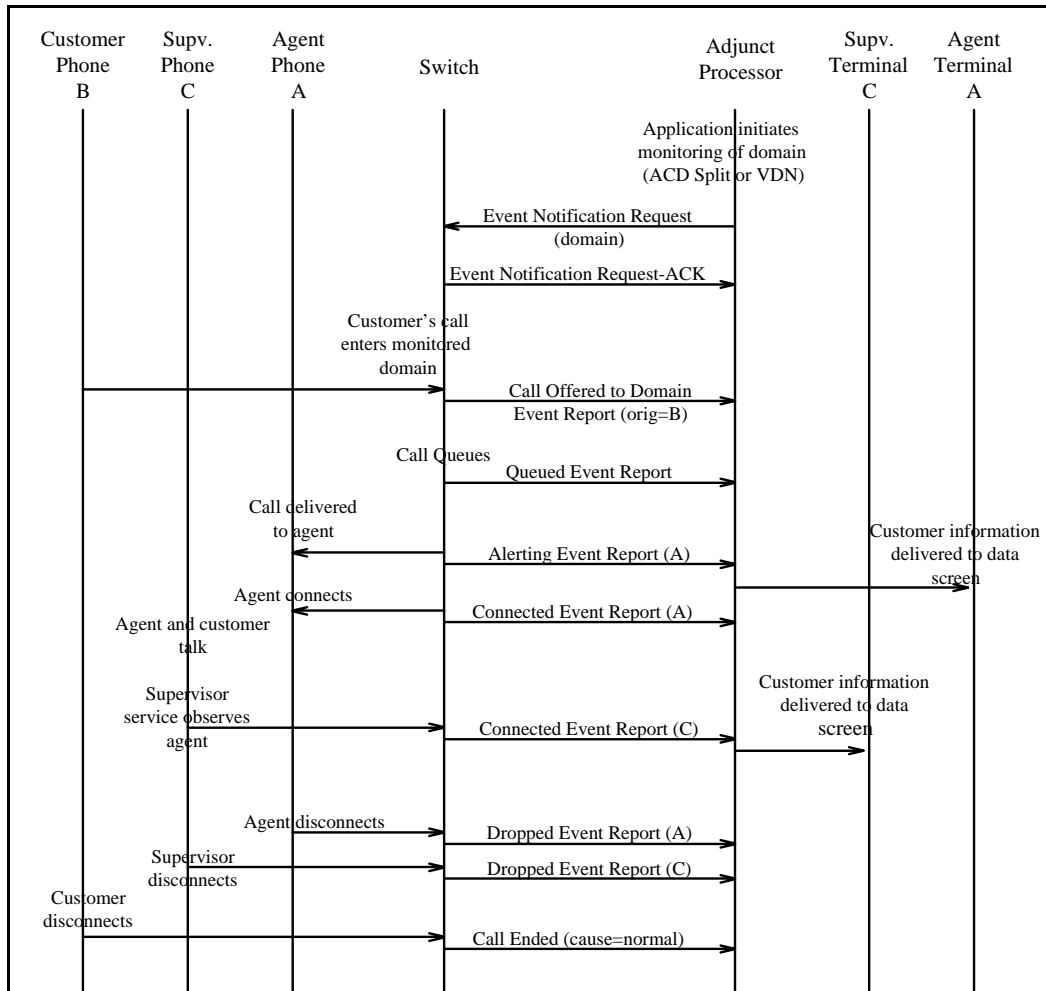 Customer
Phone
B
Supv.
Phone
C
Agent
Phone
A
Switch
Adjunct
Processor
Supv.
Terminal
C
Agent
Terminal
A
Application initiates
monitoring of domain
(ACD Split or VDN)
Event Notification Request
(domain)
Event Notification Request-ACK
Customer’s call
enters monitored
domain
Call Offered to Domain
Event Report (orig=B)
Call Queues
Queued Event Report
Call delivered
to agent
Alerting Event Report (A)
Customer information
delivered to data
screen
Agent connects
Connected Event Report (A)
Agent and customer
talk
Supervisor
service observes
agent
Connected Event Report (C)
Customer information
delivered to data
screen
Agent disconnects
Dropped Event Report (A)
Supervisor
disconnects
Dropped Event Report (C)
Customer
disconnects
Call Ended (cause=normal)